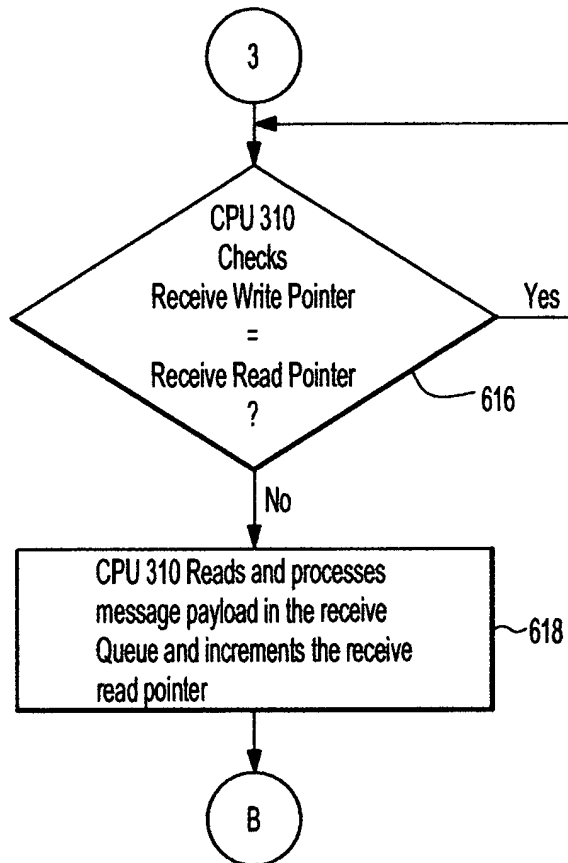 3
CPU 310
Checks
Receive Write Pointer
=
Receive Read Pointer
?
Yes
616
No
CPU 310 Reads and processes
message payload in the receive
Queue and increments the receive
read pointer
618
B